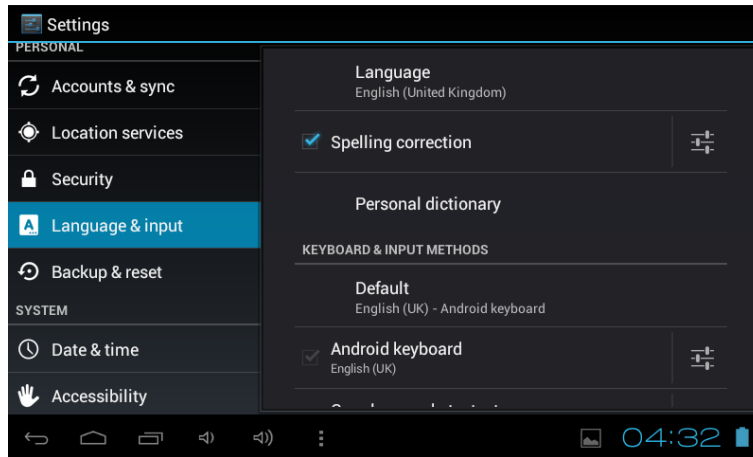 Settings
PERSONAL
Accounts & sync
Location services
Security
Language & input
Backup & reset
SYSTEM
Date & time
Accessibility
Language
English (United Kingdom)
Spelling correction
Personal dictionary
KEYBOARD & INPUT METHODS
Default
English (UK) - Android keyboard
Android keyboard
English (UK)
04:32